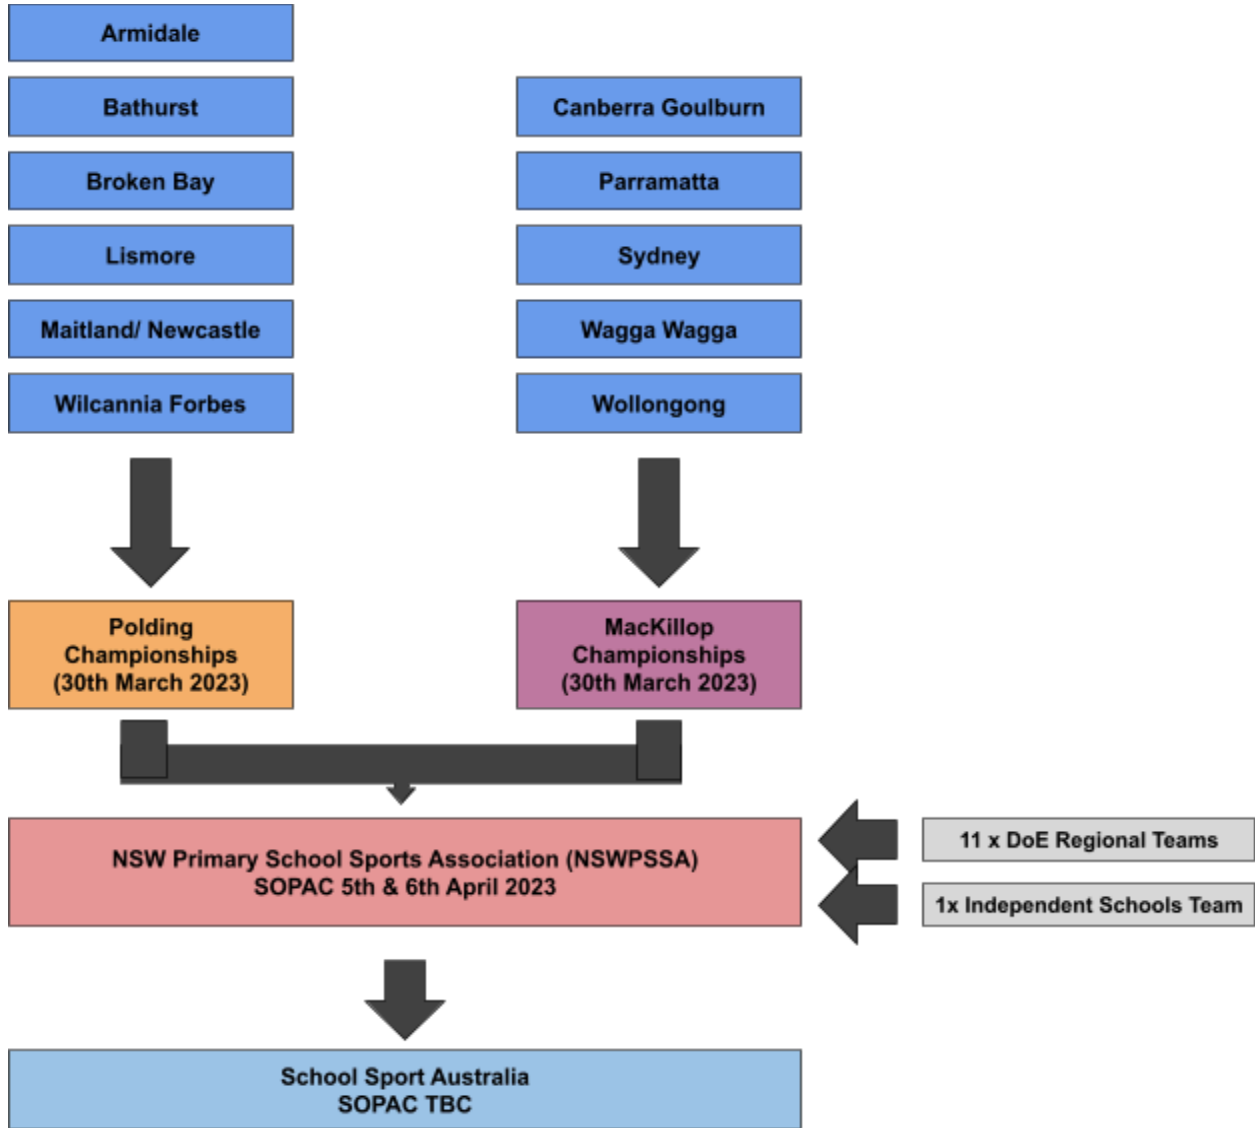 Armidale
Bathurst
Broken Bay
Lismore
Maitland/ Newcastle
Wilcannia Forbes
Canberra Goulburn
Parramatta
Sydney
Wagga Wagga
Wollongong
Polding
Championships
(30th March 2023)
MacKillop
Championships
(30th March 2023)
NSW Primary School Sports Association (NSWPSSA)
SOPAC 5th & 6th April 2023
11 x DoE Regional Teams
1x Independent Schools Team
School Sport Australia
SOPAC TBC